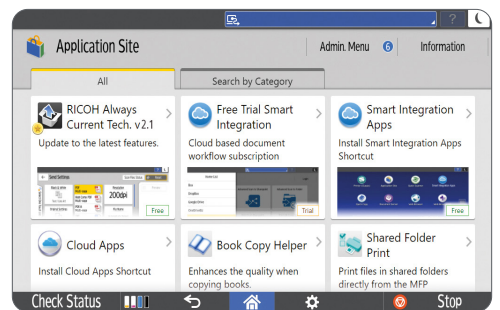 ?
Application Site
Admin. Menu
6
Information
All
Search by Category
RICOH Always
Current Tech. v2.1
Update to the latest features.
Free
Free Trial Smart
Integration
Cloud based document
workflow subscription
Trial
Smart Integration
Apps
Install Smart Integration Apps
Shortcut
Free
Cloud Apps
Install Cloud Apps Shortcut
Book Copy Helper
Enhances the quality when
copying books.
Shared Folder
Print
Print files in shared folders
directly from the MFP
Check Status
Stop